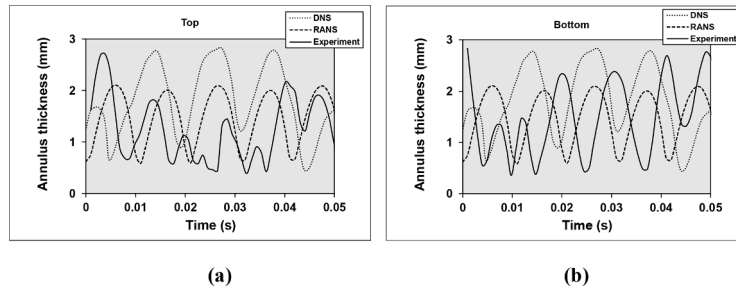 Top
DNS
RANS
Experiment
Annulus thickness (mm)
3
2
1
0
0 0.01 0.02 0.03 0.04 0.05
Time (s)
(a)
Bottom
DNS
RANS
Experiment
Annulus thickness (mm)
3
2
1
0
0 0.01 0.02 0.03 0.04 0.05
Time (s)
(b)